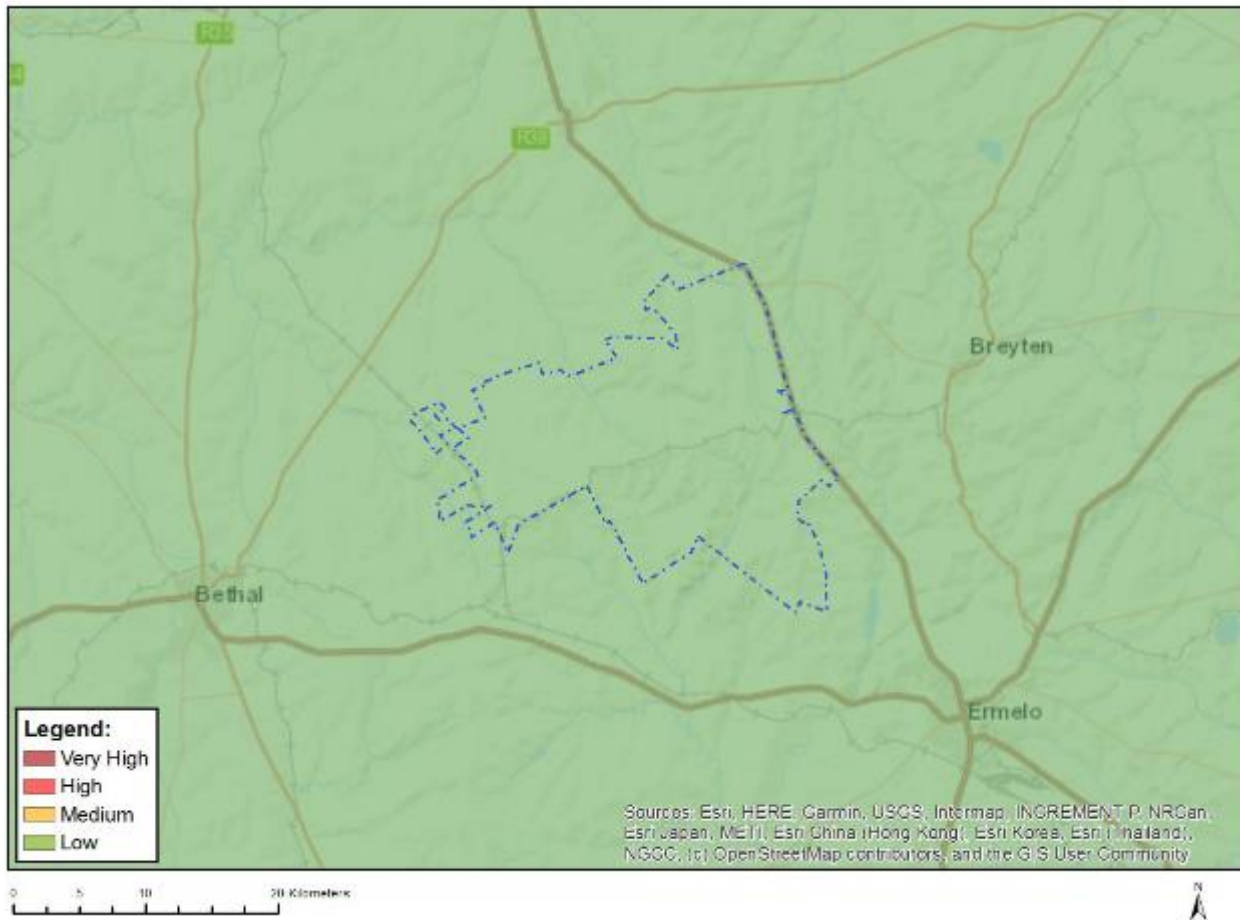 R35
R38
Breyten
Bethal
Ermelo
Legend:
Very High
High
Medium
Low
Sources: Esri, HERE, Garmin, USGS, Intermap, INCREMENT P, NRCan,
Esri Japan, METI, Esri China (Hong Kong), Esri Korea, Esri (Thailand),
NGCC, (c) OpenStreetMap contributors, and the GIS User Community
0 5 10 20 Kilometers
N